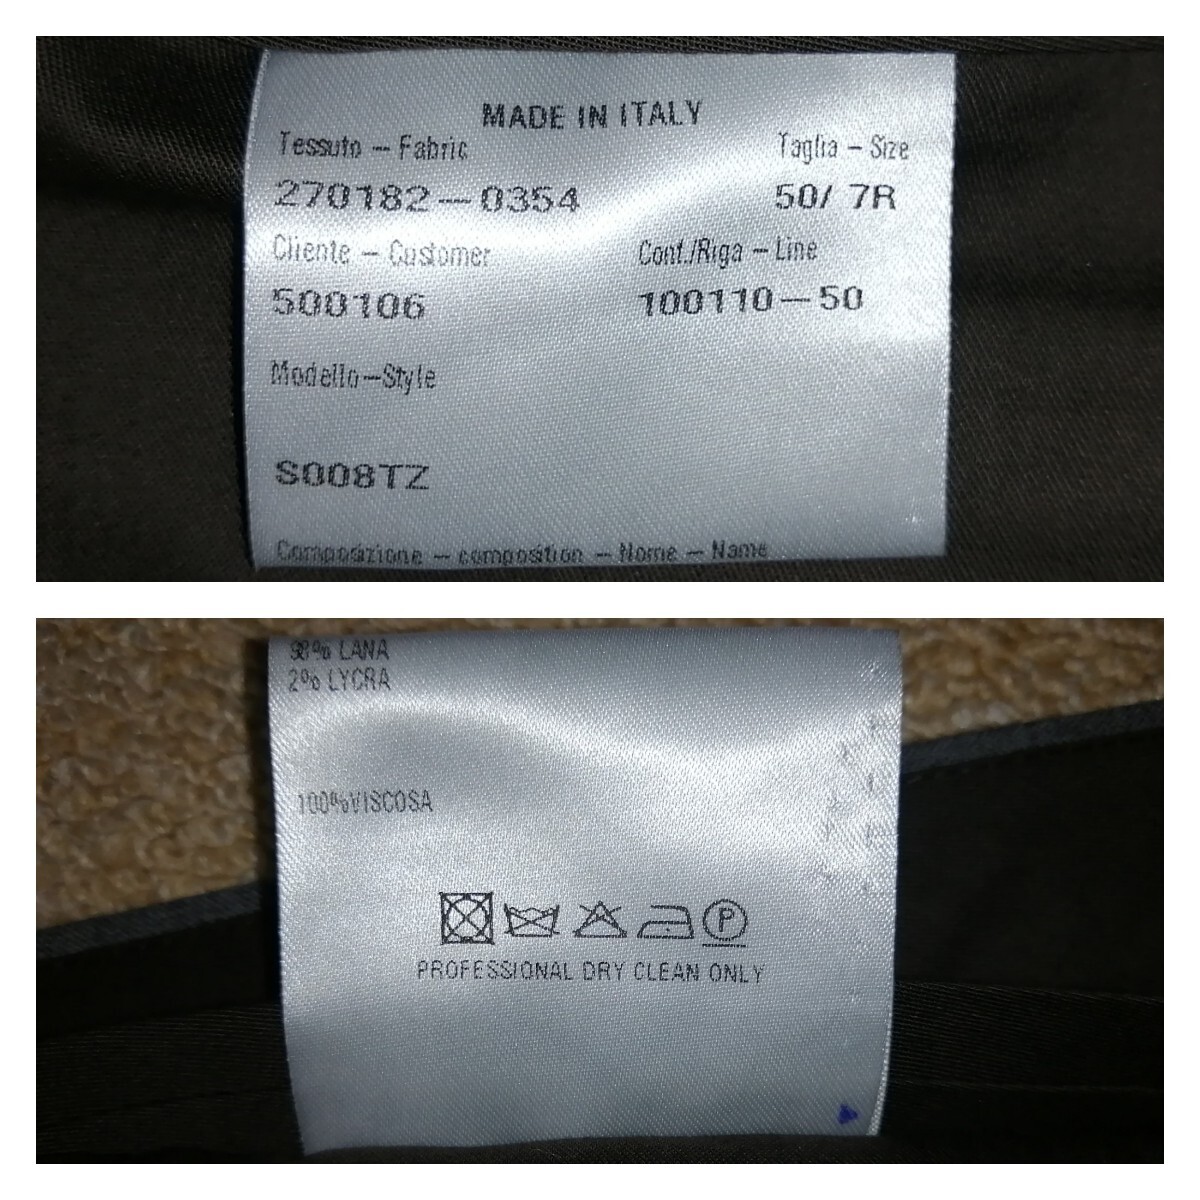 MADE IN ITALY
Tessuto – Fabric Taglia – Size
270182–0354 50/ 7R
Cliente – Customer Cont./Riga – Line
500106 100110–50
Modello–Style
S008TZ
Composizione – composition – Nome – Name
98% LANA
2% LYCRA
100%VISCOSA
P
PROFESSIONAL DRY CLEAN ONLY